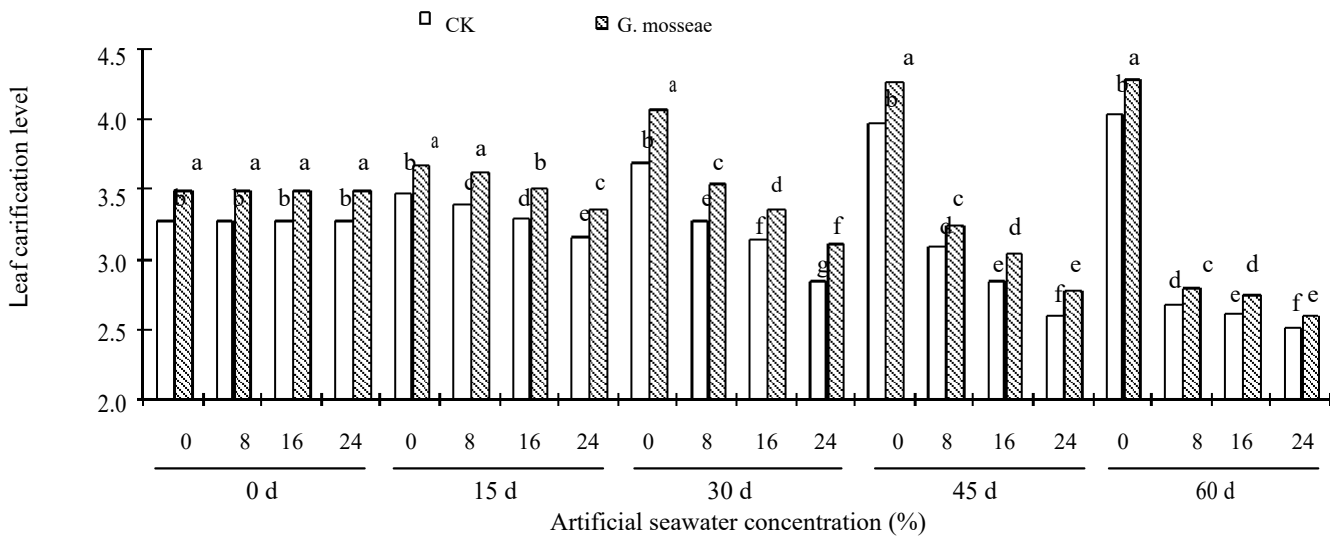 CK G. mosseae
4.5
4.0
3.5
3.0
2.5
2.0
Leaf carification level
a a a a a a b c a c d f a c d e a c d e
b b b b b c d e b e f g b d e f b d e f
0 8 16 24 0 8 16 24 0 8 16 24 0 8 16 24 0 8 16 24
0 d 15 d 30 d 45 d 60 d
Artificial seawater concentration (%)